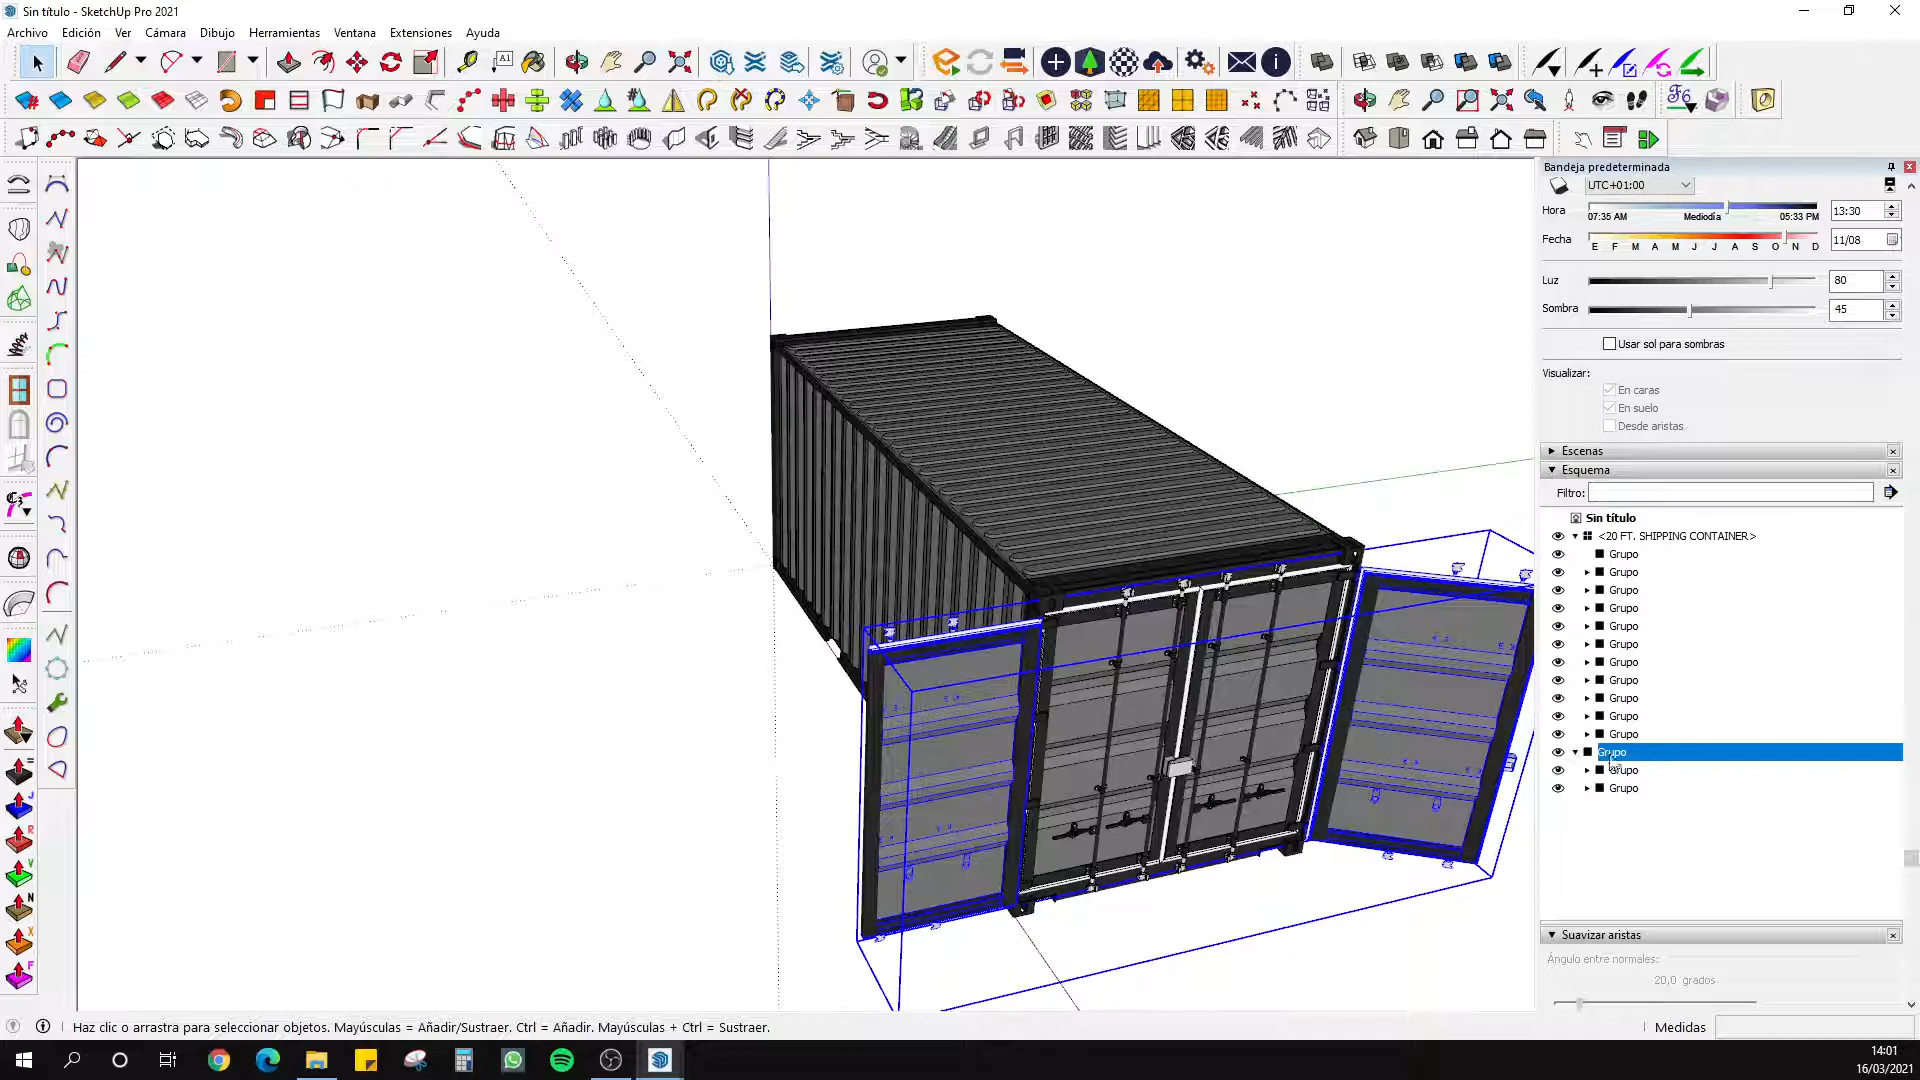 Sin título - SketchUp Pro 2021
Archivo Edición Ver Cámara Dibujo Herramientas Ventana Extensiones Ayuda
A1
Bandeja predeterminada
UTC+01:00
Hora
07:35 AM Mediodía 05:33 PM
13:30
Fecha
E F M A M J J A S O N D
11/08
Luz
80
Sombra
45
Usar sol para sombras
Visualizar:
En caras
En suelo
Desde aristas
Escenas
Esquema
Filtro:
Sin título
<20 FT. SHIPPING CONTAINER>
Grupo
Grupo
Grupo
Grupo
Grupo
Grupo
Grupo
Grupo
Grupo
Grupo
Grupo
Grupo
Grupo
Grupo
Suavizar aristas
Ángulo entre normales:
20,0 grados
J
R
V
N
X
F
Haz clic o arrastra para seleccionar objetos. Mayúsculas = Añadir/Sustraer. Ctrl = Añadir. Mayúsculas + Ctrl = Sustraer.
Medidas
14:01
16/03/2021